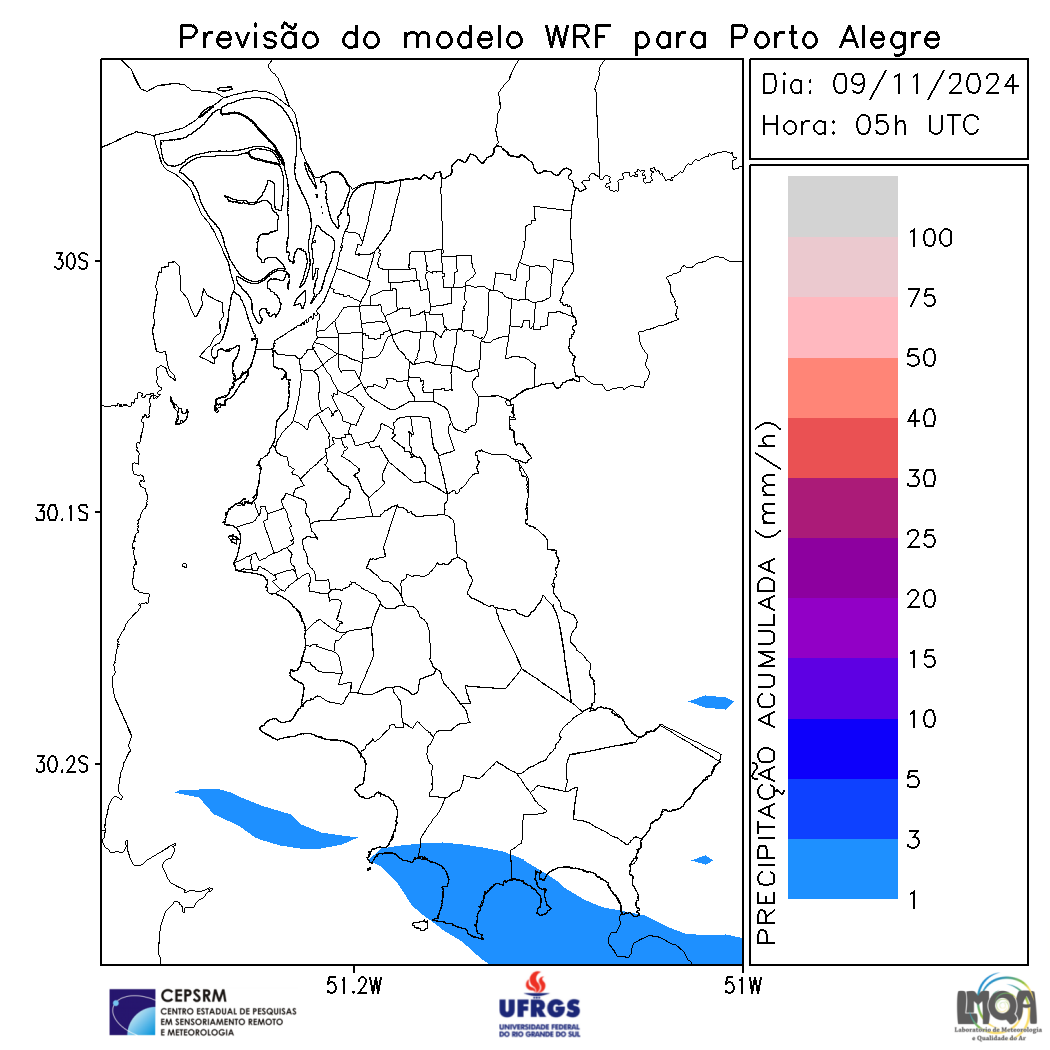 Previsão do modelo WRF para Porto Alegre
Dia: 09/11/2024
Hora: 05h UTC
30S
30.1S
30.2S
51.2W
51W
PRECIPITAÇÃO ACUMULADA (mm/h)
100
75
50
40
30
25
20
15
10
5
3
1
CEPSRM
CENTRO ESTADUAL DE PESQUISAS
EM SENSORIAMENTO REMOTO
E METEOROLOGIA
UFRGS
UNIVERSIDADE FEDERAL
DO RIO GRANDE DO SUL
LMQA
Laboratório de Meteorologia
e Qualidade do Ar